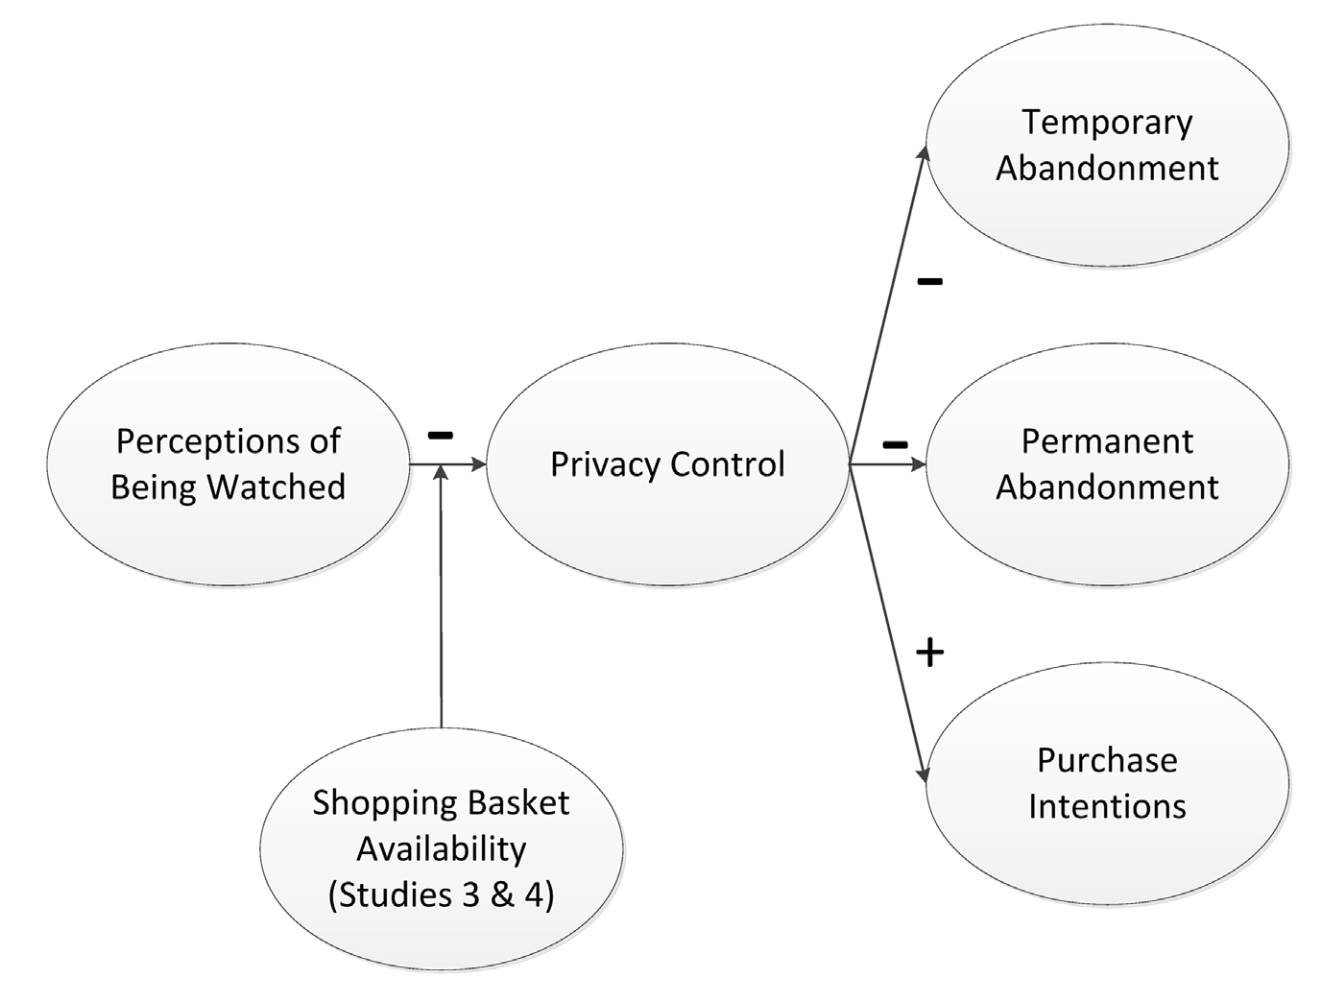 Temporary
Abandonment
–
Perceptions of
Being Watched
–
Privacy Control
–
Permanent
Abandonment
+
Purchase
Intentions
Shopping Basket
Availability
(Studies 3 & 4)